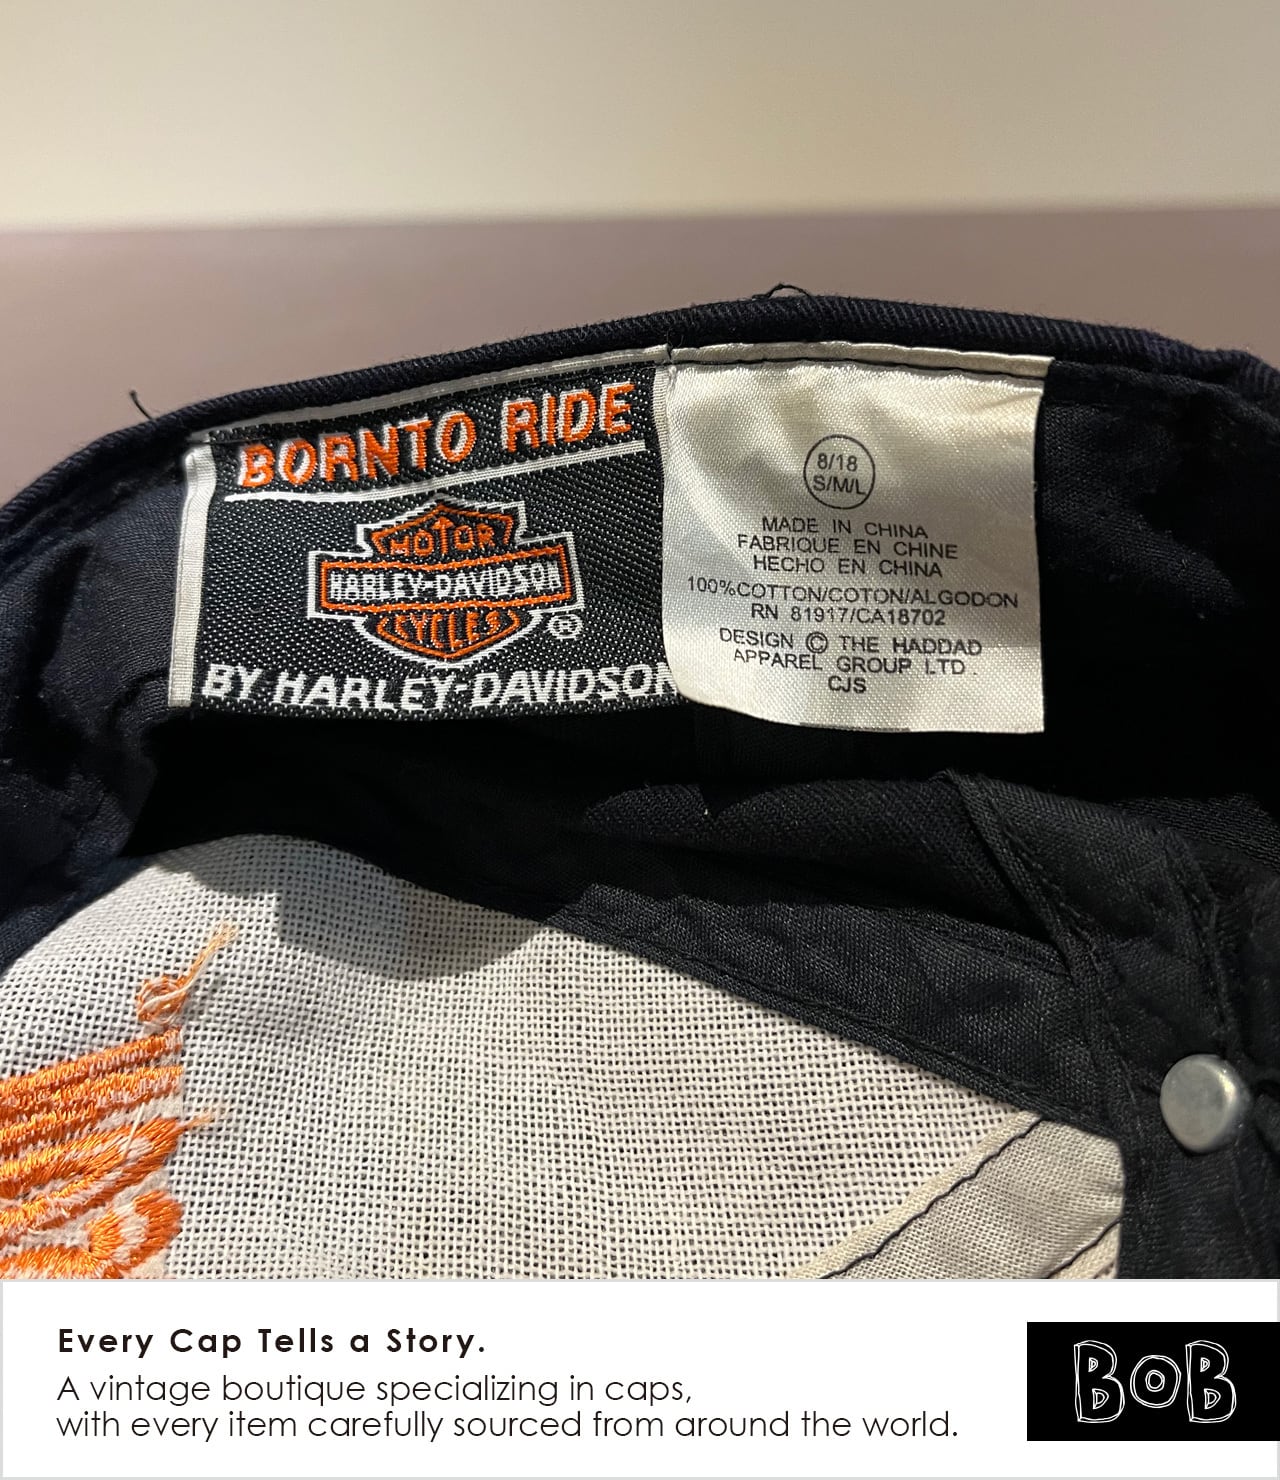 BORN TO RIDE
MOTOR
HARLEY-DAVIDSON
CYCLES
®
BY HARLEY-DAVIDSON
8/18
S/M/L
MADE IN CHINA
FABRIQUE EN CHINE
HECHO EN CHINA
100%COTTON/COTON/ALGODON
RN 81917/CA18702
DESIGN © THE HADDAD
APPAREL GROUP LTD.
CJS
Every Cap Tells a Story.
A vintage boutique specializing in caps,
with every item carefully sourced from around the world.
BOB